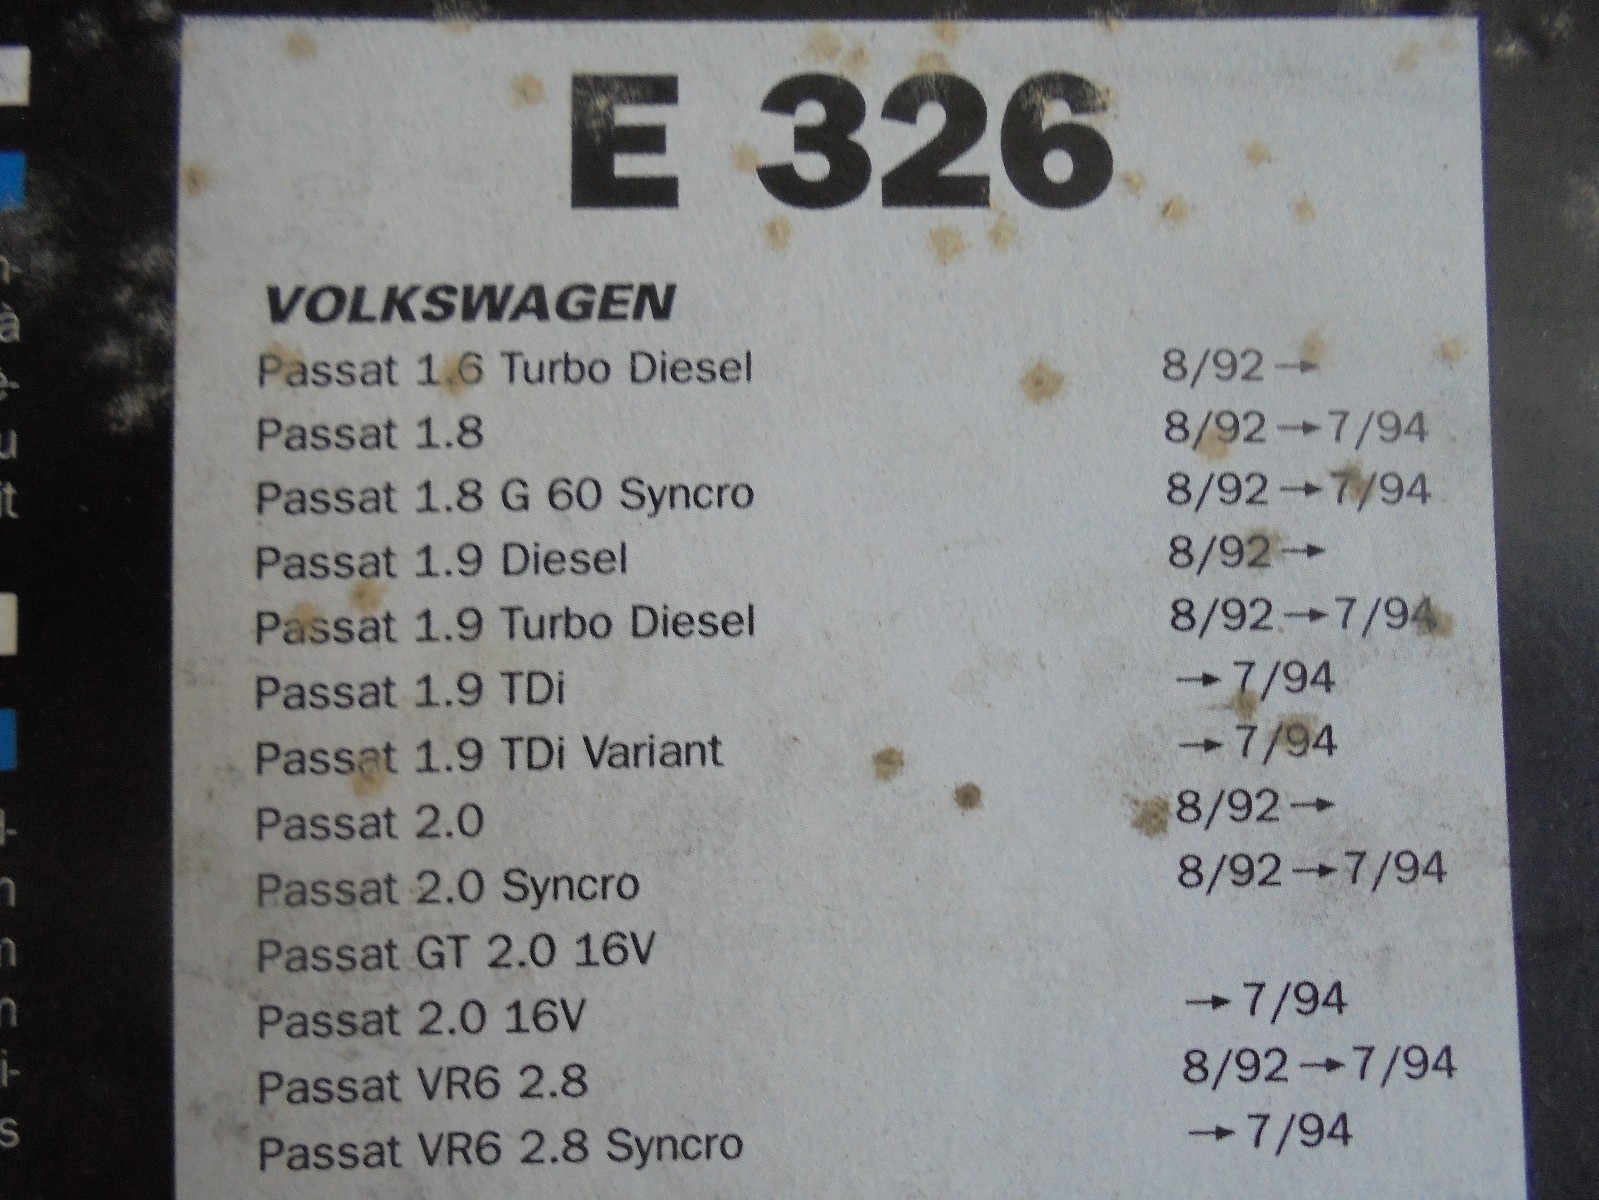 E 326
VOLKSWAGEN
Passat 1.6 Turbo Diesel 8/92 →
Passat 1.8 8/92 → 7/94
Passat 1.8 G 60 Syncro 8/92 → 7/94
Passat 1.9 Diesel 8/92 →
Passat 1.9 Turbo Diesel 8/92 → 7/94
Passat 1.9 TDi → 7/94
Passat 1.9 TDi Variant → 7/94
Passat 2.0 8/92 →
Passat 2.0 Syncro 8/92 → 7/94
Passat GT 2.0 16V
Passat 2.0 16V → 7/94
Passat VR6 2.8 8/92 → 7/94
Passat VR6 2.8 Syncro → 7/94